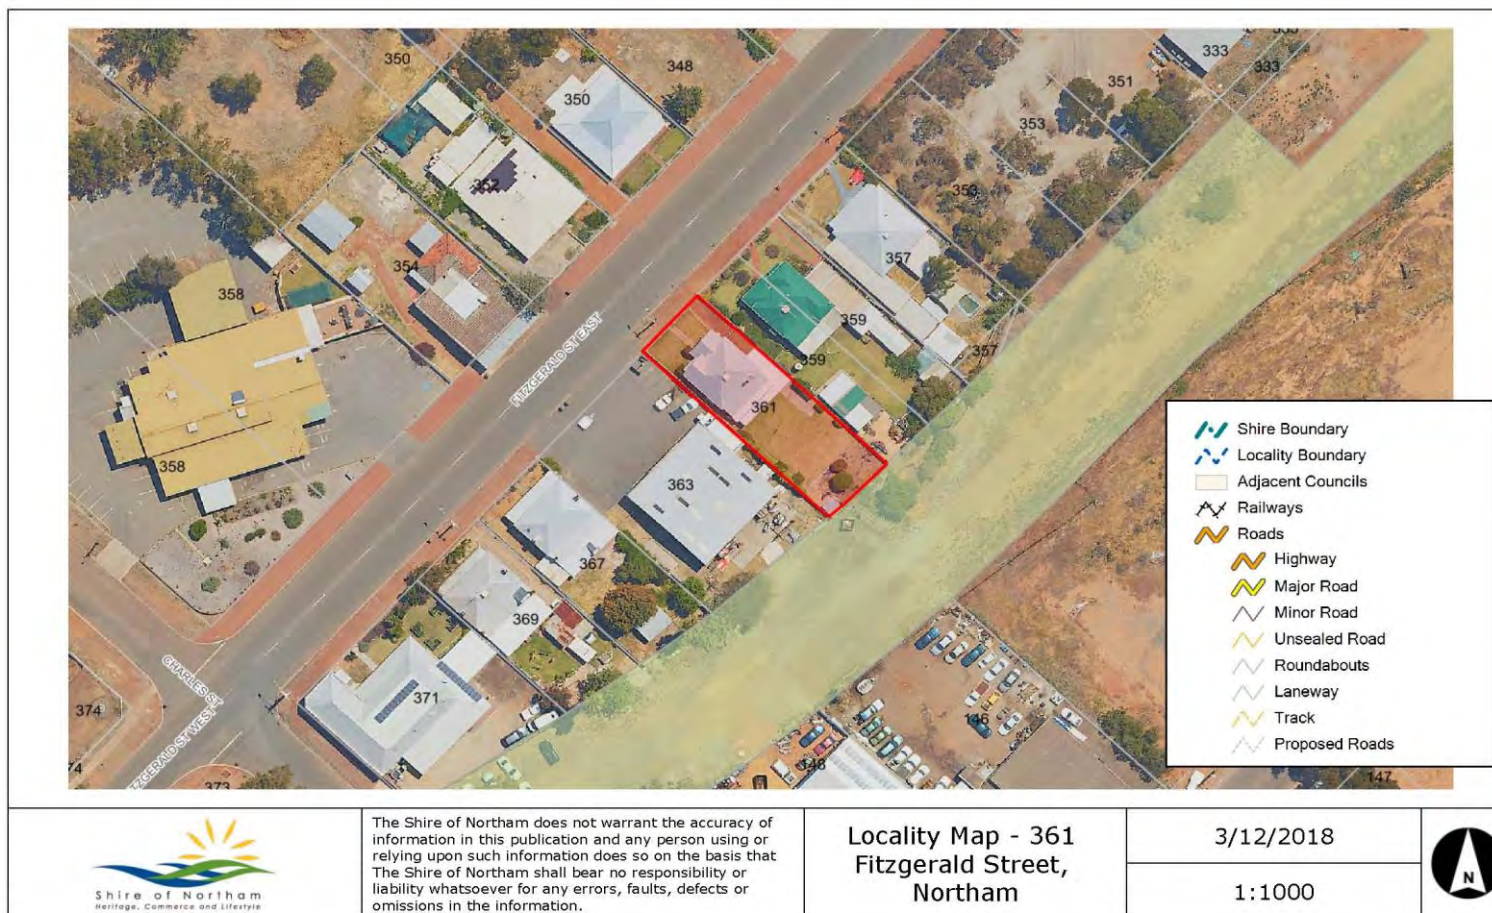 350
348
333
333
333
351
350
353
352
353
357
354
358
359
359
357
FITZGERALD ST EAST
361
358
363
367
369
371
146
148
147
CHARLES ST
374
FITZGERALD ST WEST
373
Shire Boundary
Locality Boundary
Adjacent Councils
Railways
Roads
Highway
Major Road
Minor Road
Unsealed Road
Roundabouts
Laneway
Track
Proposed Roads
Shire of Northam
Heritage, Commerce and Lifestyle
The Shire of Northam does not warrant the accuracy of
information in this publication and any person using or
relying upon such information does so on the basis that
The Shire of Northam shall bear no responsibility or
liability whatsoever for any errors, faults, defects or
omissions in the information.
Locality Map - 361
Fitzgerald Street,
Northam
3/12/2018
1:1000
N